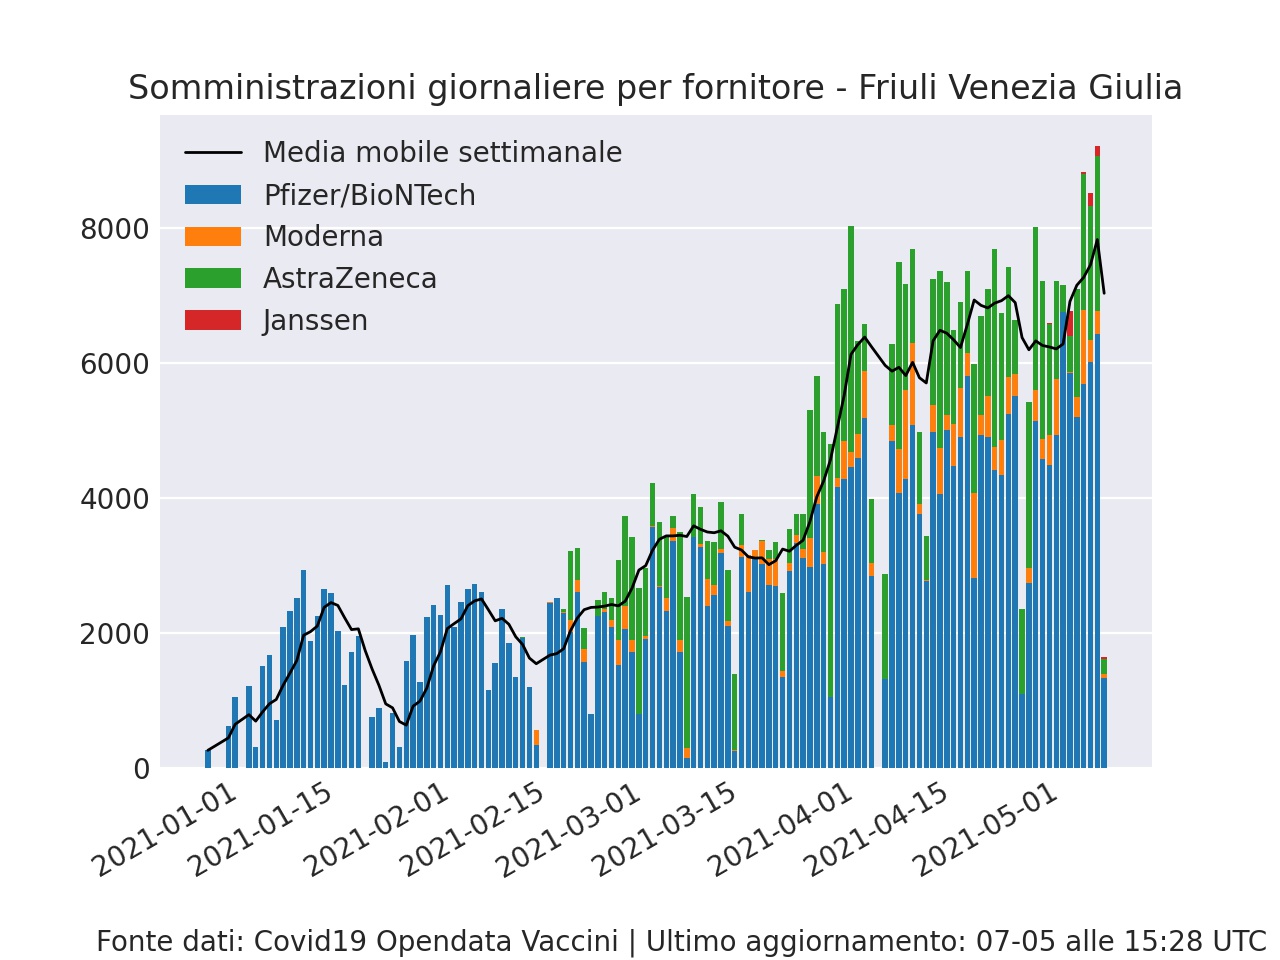 Somministrazioni giornaliere per fornitore - Friuli Venezia Giulia
Media mobile settimanale
Pfizer/BioNTech
Moderna
AstraZeneca
Janssen
8000
6000
4000
2000
0
2021-01-01
2021-01-15
2021-02-01
2021-02-15
2021-03-01
2021-03-15
2021-04-01
2021-04-15
2021-05-01
Fonte dati: Covid19 Opendata Vaccini | Ultimo aggiornamento: 07-05 alle 15:28 UTC